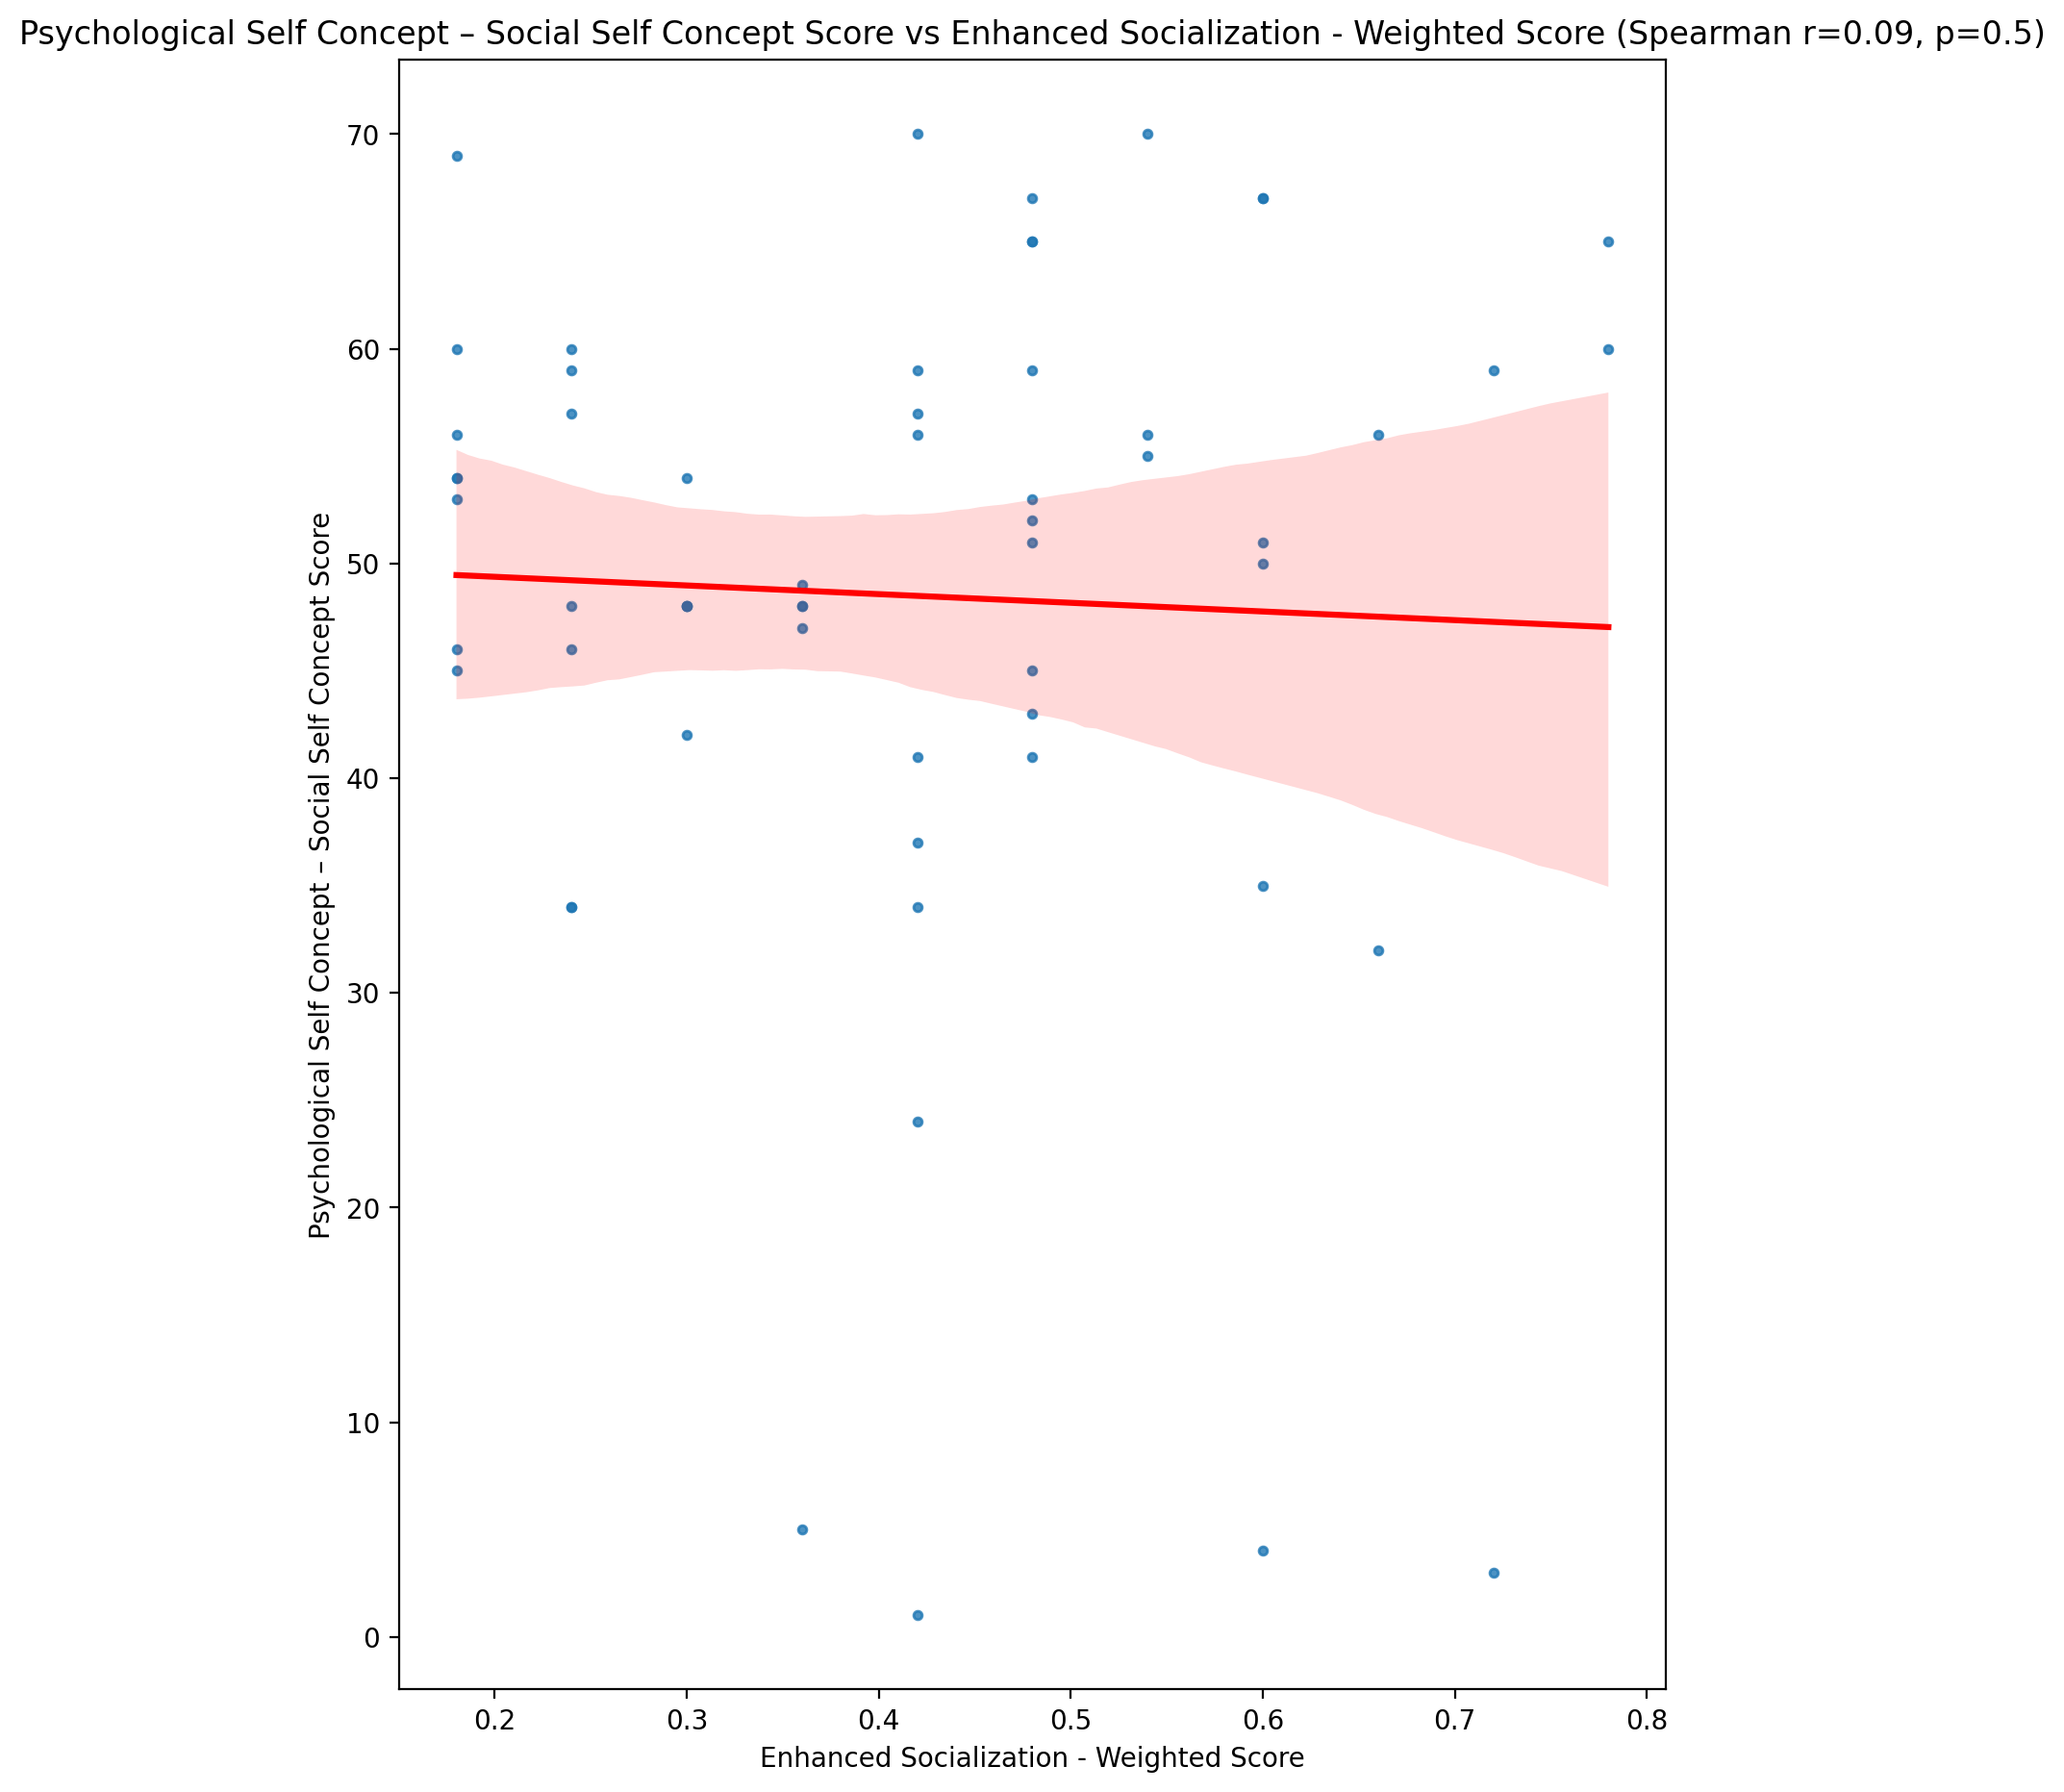 Psychological Self Concept – Social Self Concept Score vs Enhanced Socialization - Weighted Score (Spearman r=0.09, p=0.5)
Psychological Self Concept – Social Self Concept Score
70
60
50
40
30
20
10
0
0.2 0.3 0.4 0.5 0.6 0.7 0.8
Enhanced Socialization - Weighted Score